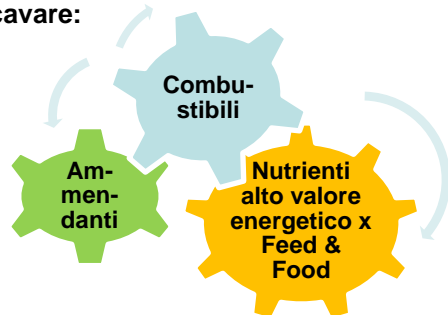 cavare:
Combu-
stibili
Am-
men-
danti
Nutrienti
alto valore
energetico x
Feed &
Food